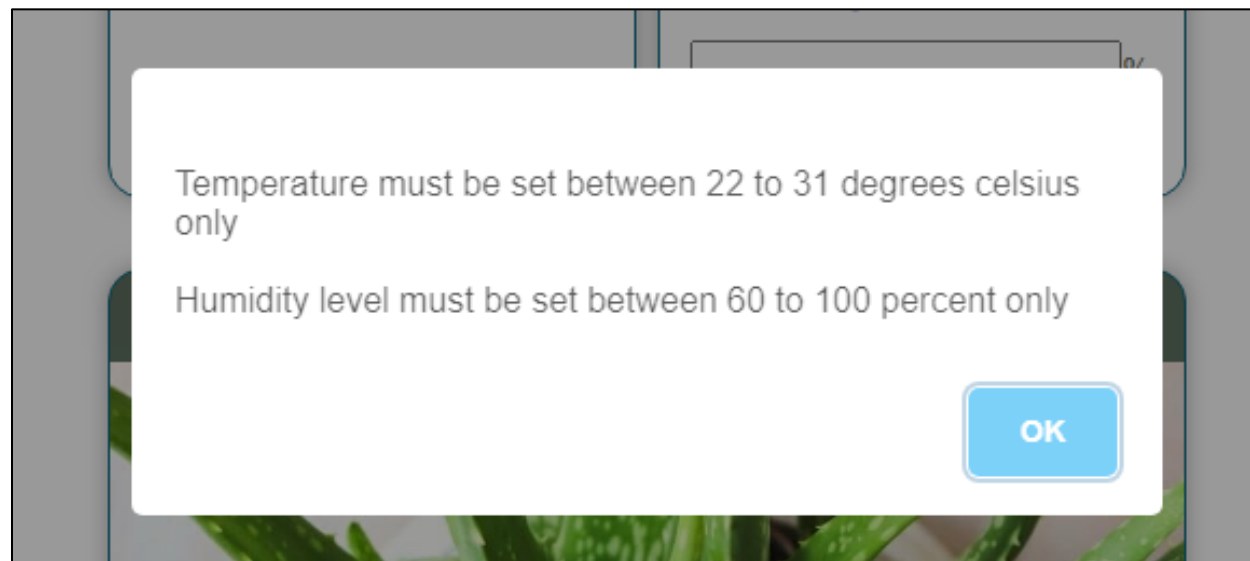 %
Temperature must be set between 22 to 31 degrees celsius
only
Humidity level must be set between 60 to 100 percent only
OK